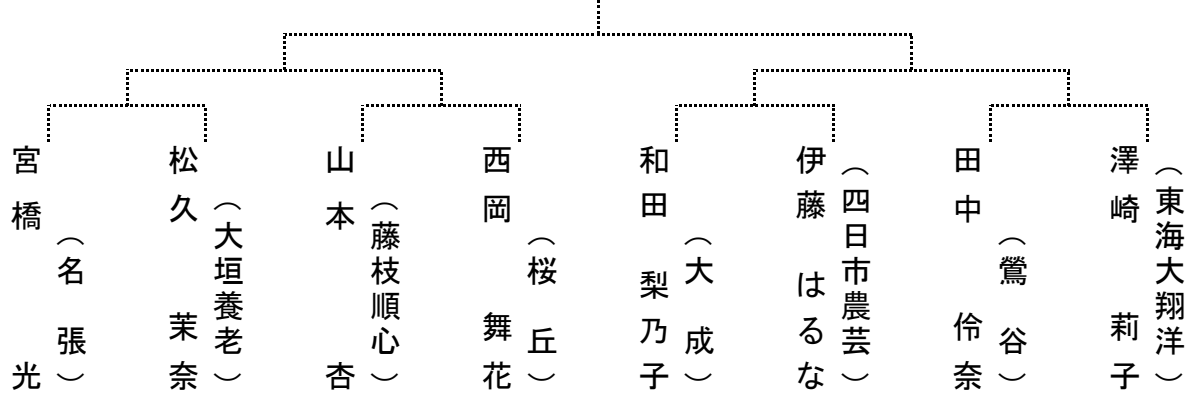 宮橋 光
（名張）
松久 茉奈
（大垣養老）
山本 杏
（藤枝順心）
西岡 舞花
（桜丘）
和田 梨乃子
（大成）
伊藤 はるな
（四日市農芸）
田中 伶奈
（鶯谷）
澤崎 莉子
（東海大翔洋）